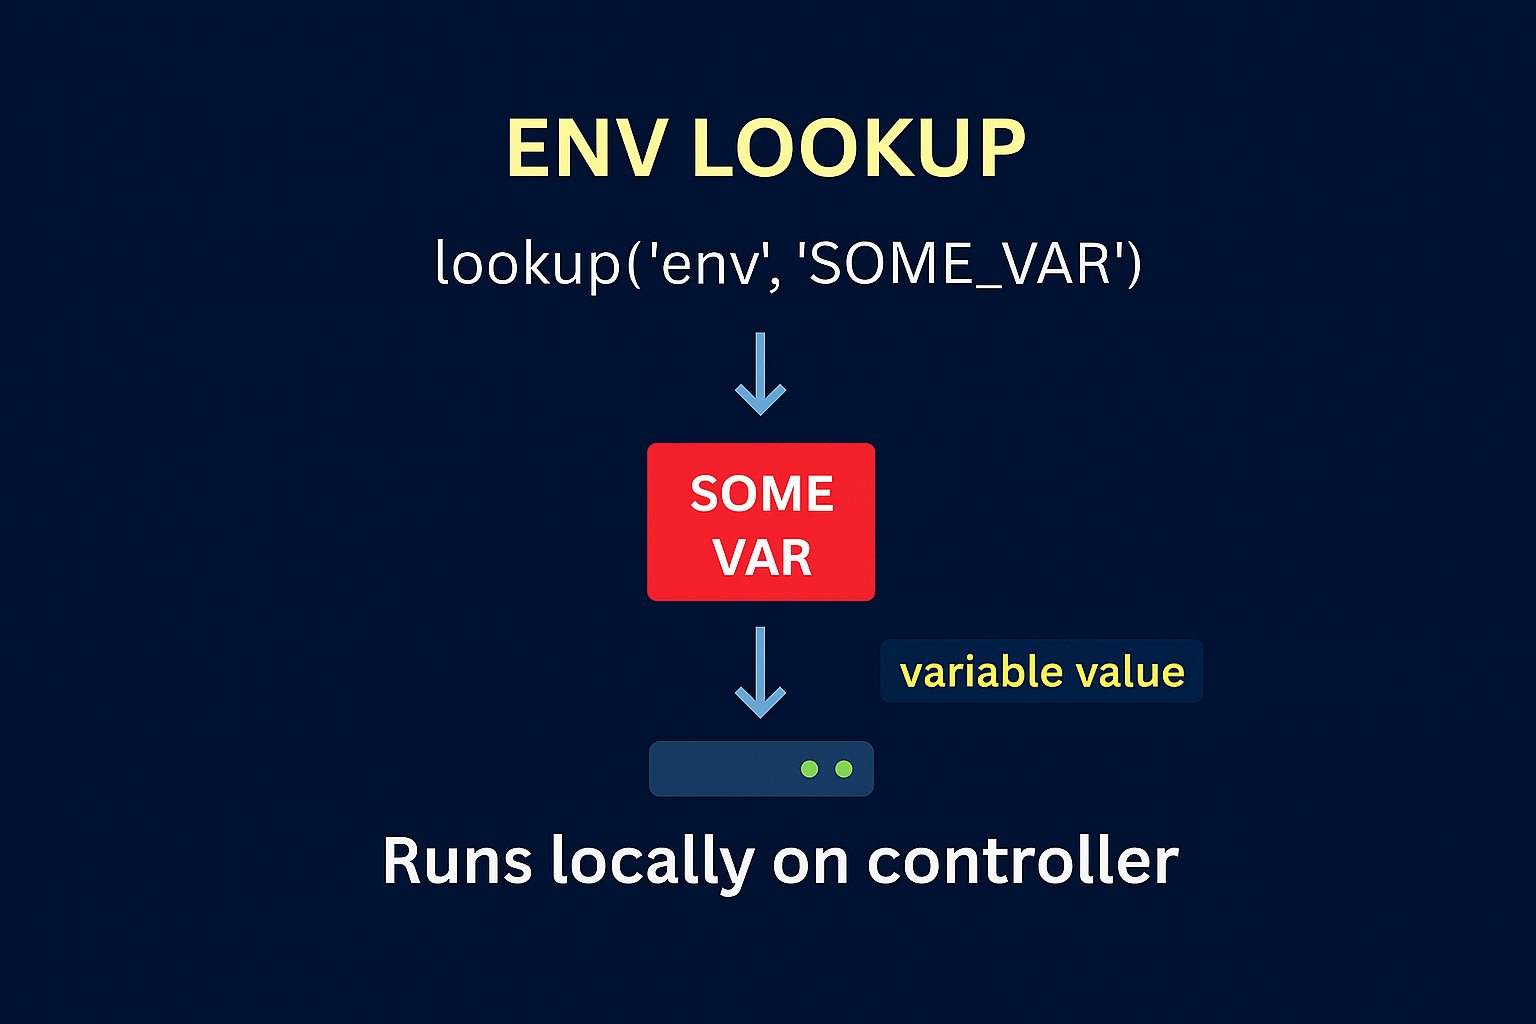 ENV LOOKUP
lookup('env', 'SOME_VAR')
SOME
VAR
variable value
Runs locally on controller